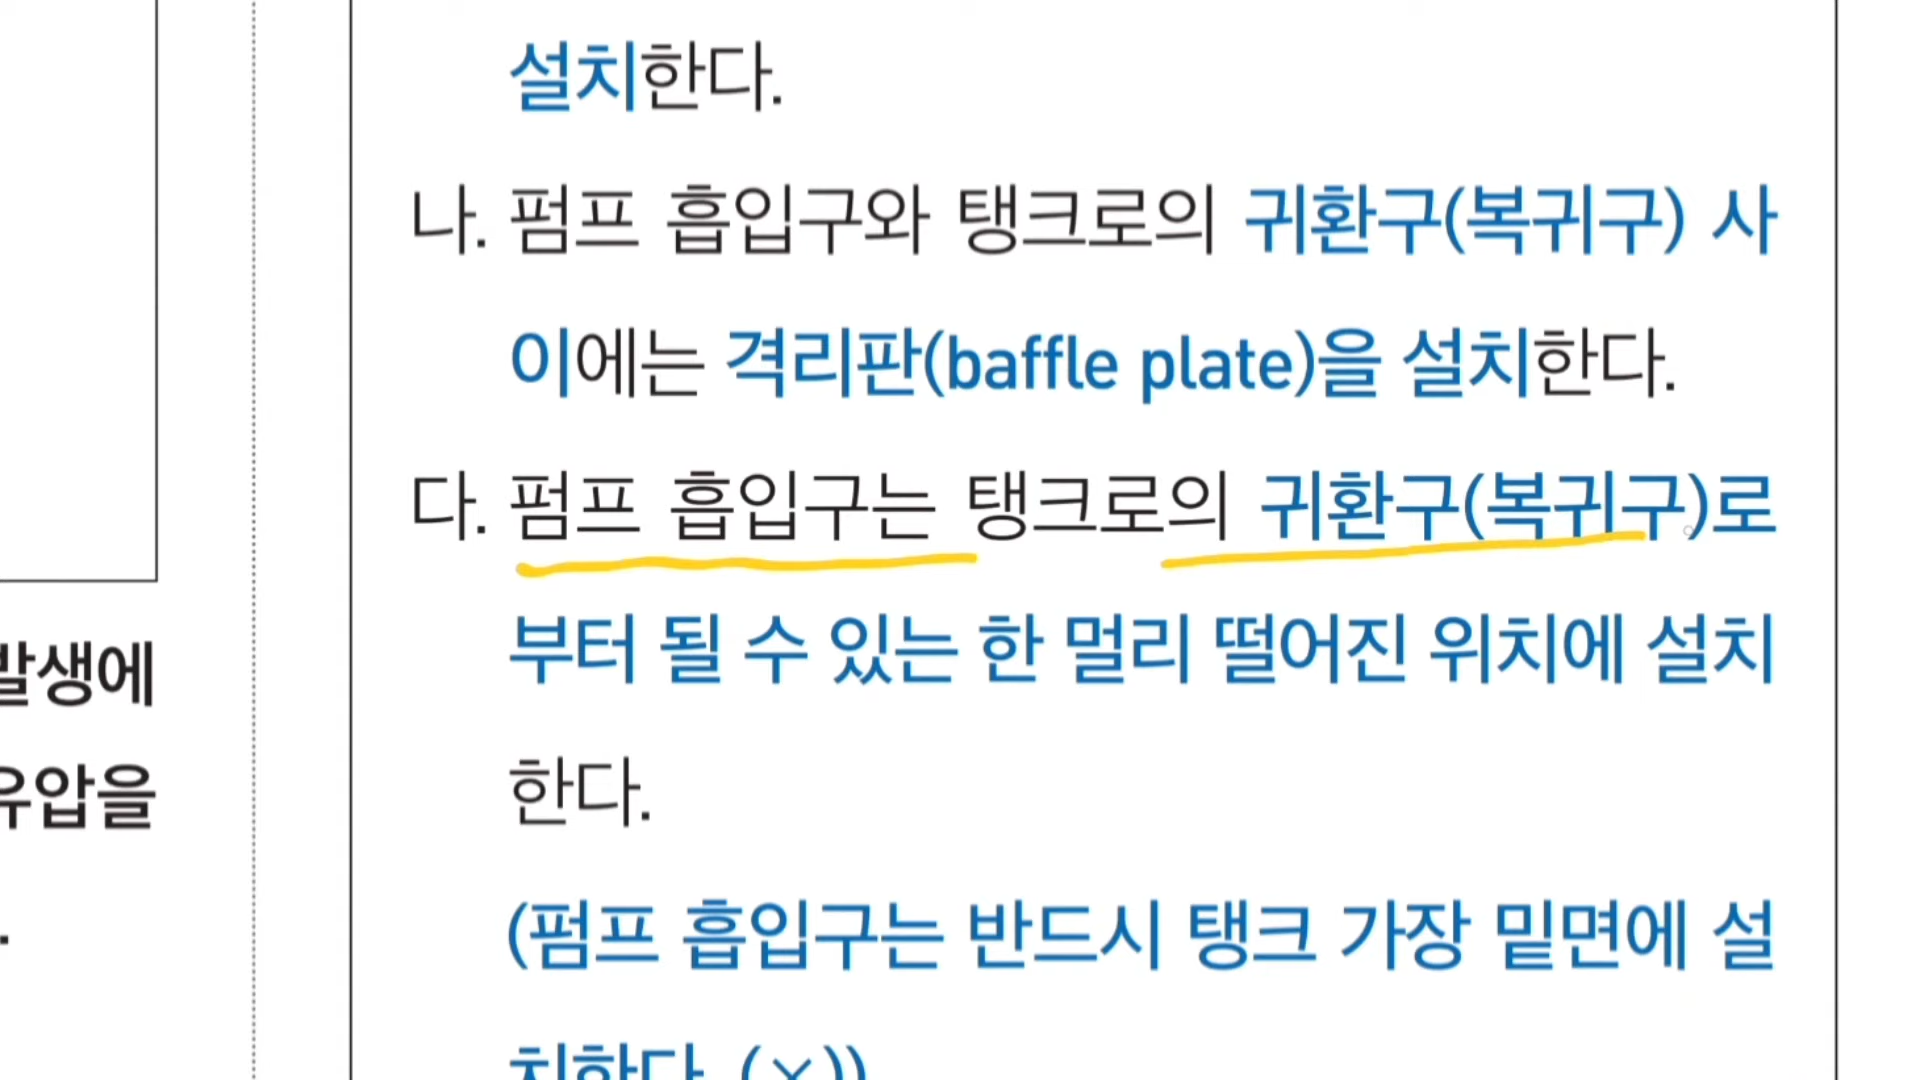 발생에
유압을
.
설치한다.
나. 펌프 흡입구와 탱크로의 귀환구(복귀구) 사
이에는 격리판(baffle plate)을 설치한다.
다. 펌프 흡입구는 탱크로의 귀환구(복귀구)로
부터 될 수 있는 한 멀리 떨어진 위치에 설치
한다.
(펌프 흡입구는 반드시 탱크 가장 밑면에 설
치한다. (×))